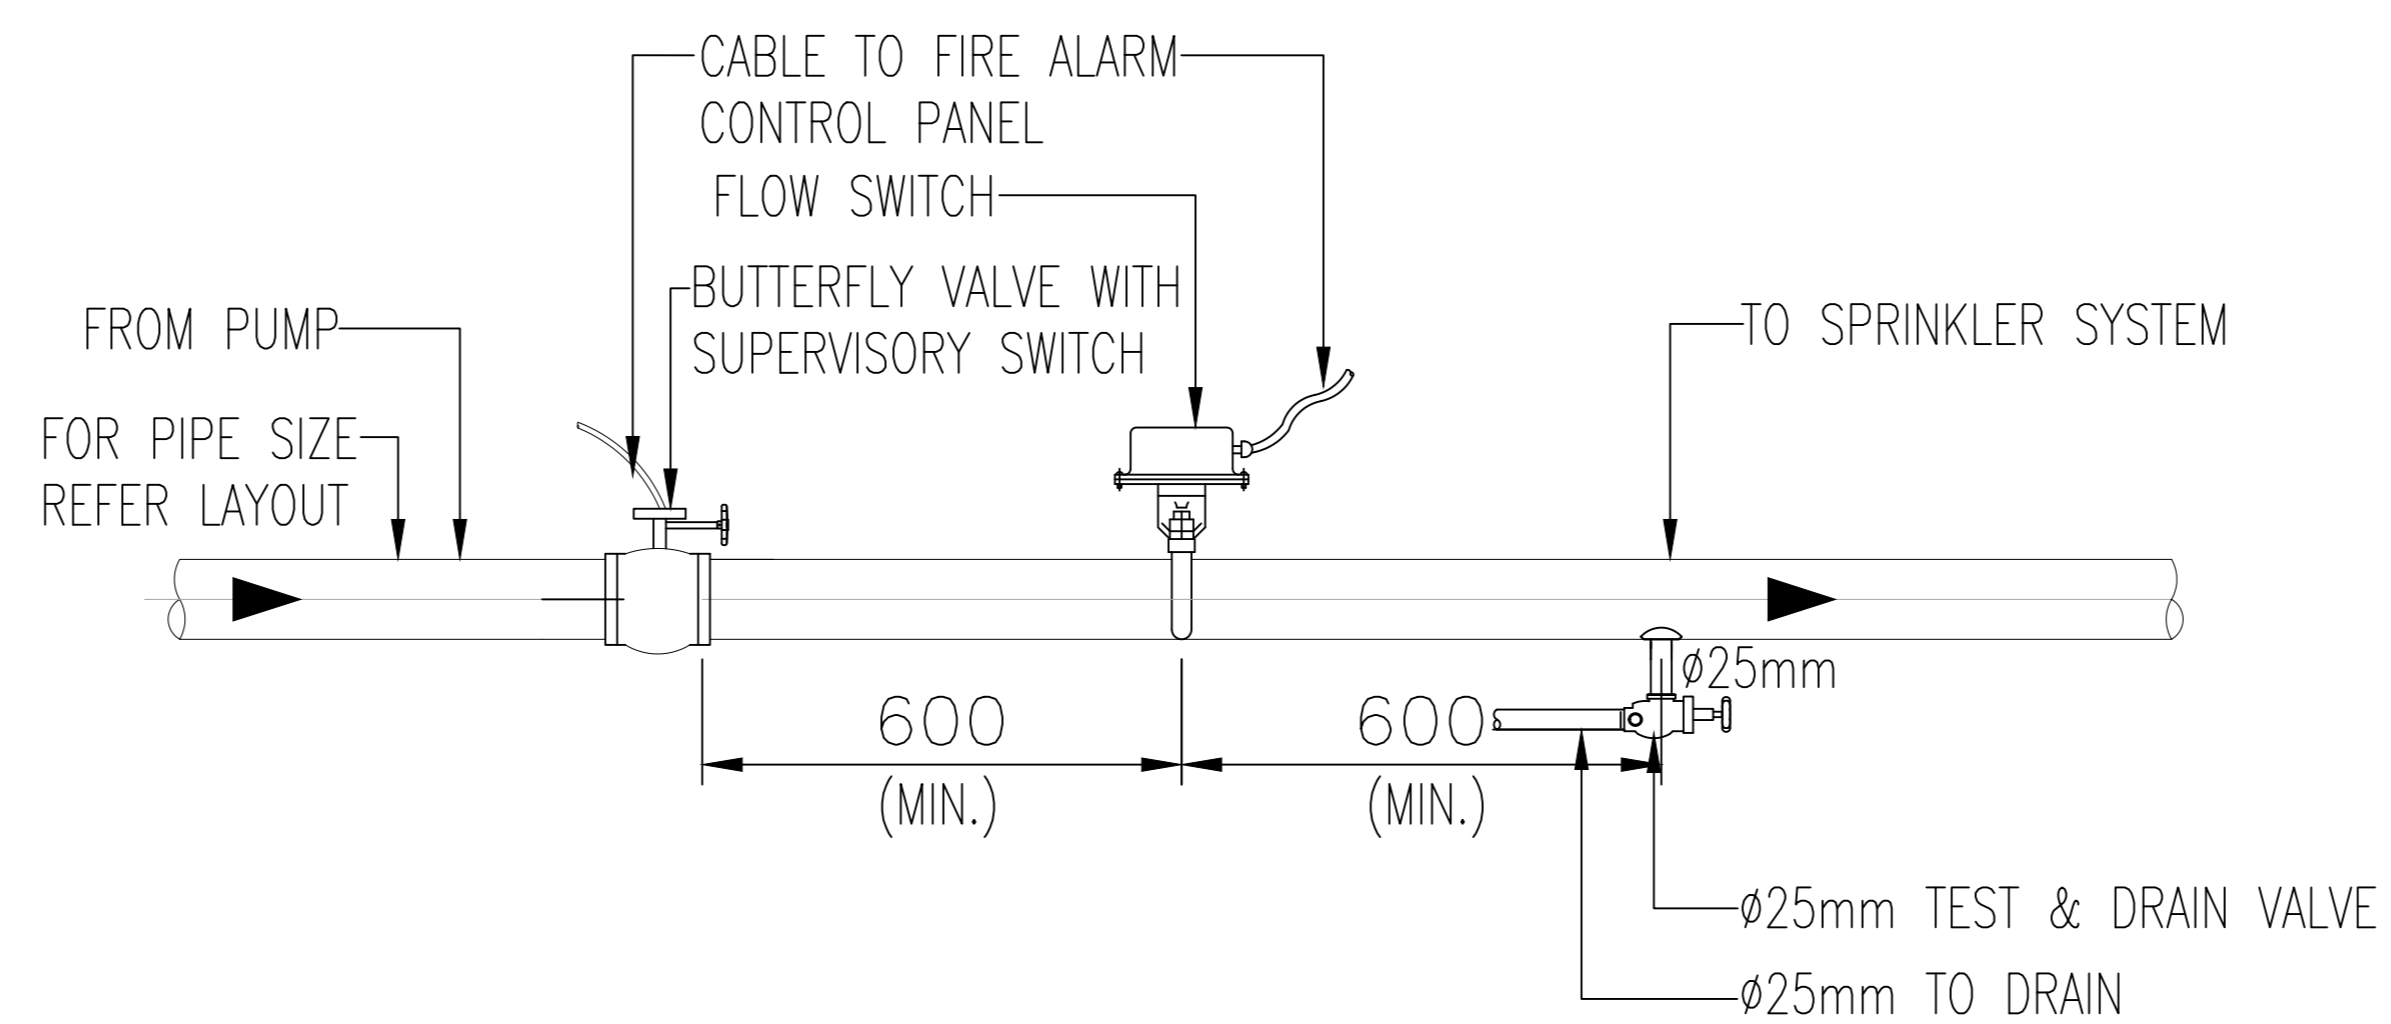 CABLE TO FIRE ALARM
CONTROL PANEL
FLOW SWITCH
BUTTERFLY VALVE WITH
SUPERVISORY SWITCH
FROM PUMP
TO SPRINKLER SYSTEM
FOR PIPE SIZE
REFER LAYOUT
ø25mm
600
(MIN.)
600
(MIN.)
ø25mm TEST & DRAIN VALVE
ø25mm TO DRAIN